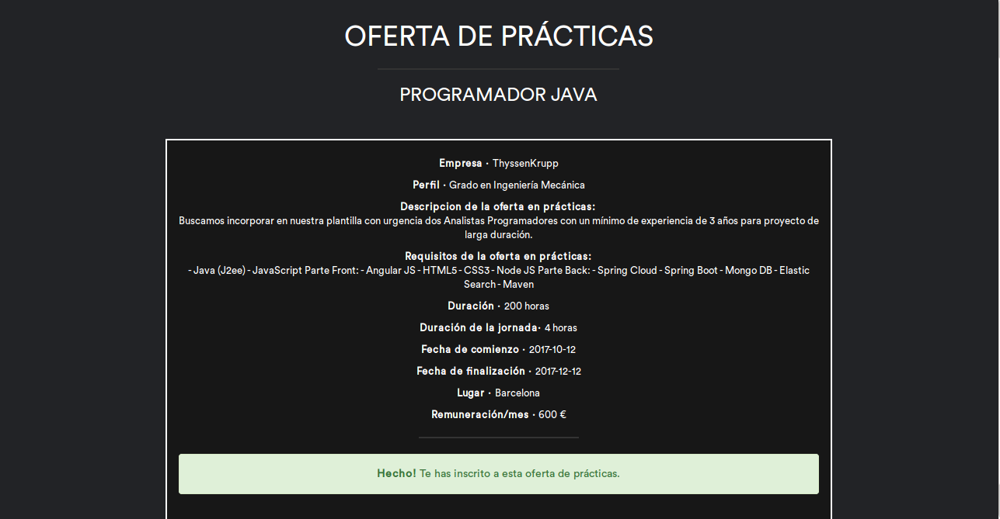 OFERTA DE PRÁCTICAS
PROGRAMADOR JAVA
Empresa · ThyssenKrupp
Perfil · Grado en Ingeniería Mecánica
Descripcion de la oferta en prácticas:
Buscamos incorporar en nuestra plantilla con urgencia dos Analistas Programadores con un mínimo de experiencia de 3 años para proyecto de
larga duración.
Requisitos de la oferta en prácticas:
- Java (J2ee) - JavaScript Parte Front: - Angular JS - HTML5 - CSS3 - Node JS Parte Back: - Spring Cloud - Spring Boot - Mongo DB - Elastic
Search - Maven
Duración · 200 horas
Duración de la jornada· 4 horas
Fecha de comienzo · 2017-10-12
Fecha de finalización · 2017-12-12
Lugar · Barcelona
Remuneración/mes · 600 €
Hecho! Te has inscrito a esta oferta de prácticas.